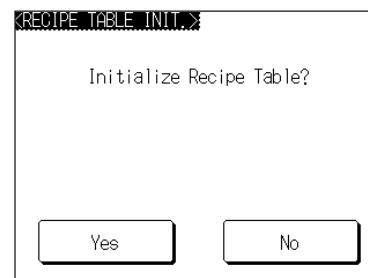 <RECIPE TABLE INIT.>
Initialize Recipe Table?
Yes
No